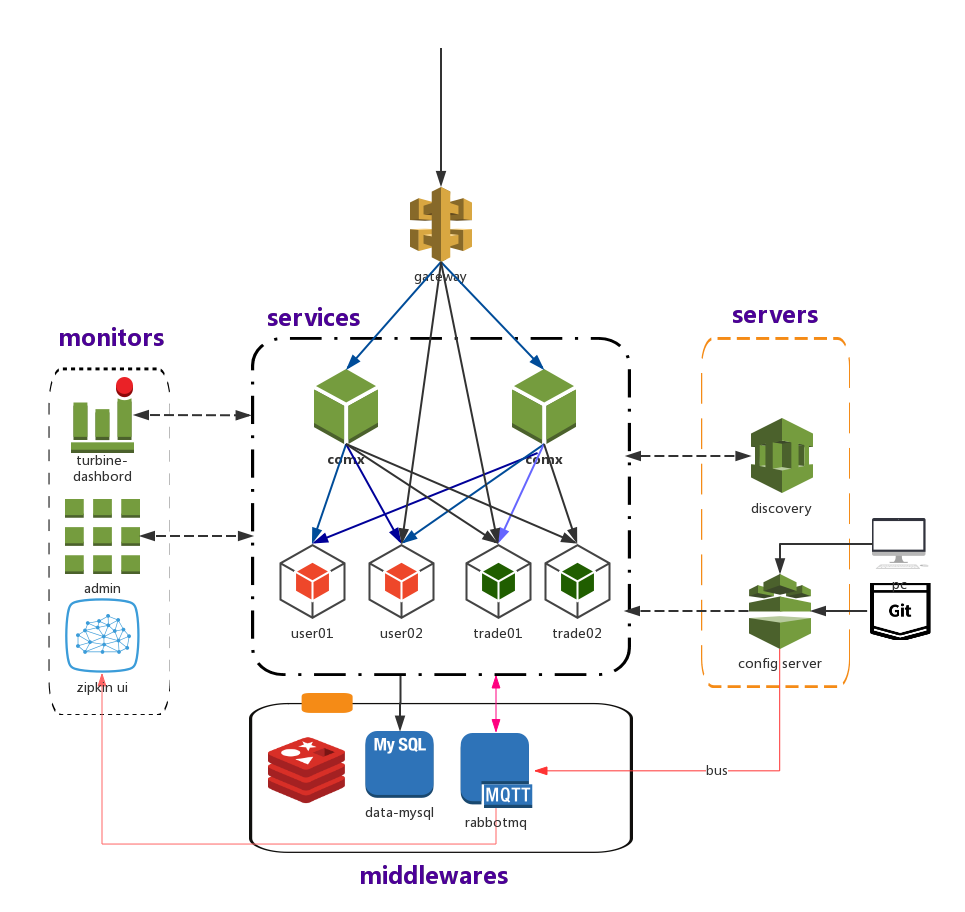 gateway
services
servers
monitors
comx
comx
turbine-
dashbord
discovery
admin
pc
Git
user01
user02
trade01
trade02
config server
zipkin ui
My SQL
MQTT
bus
data-mysql
rabbotmq
middlewares